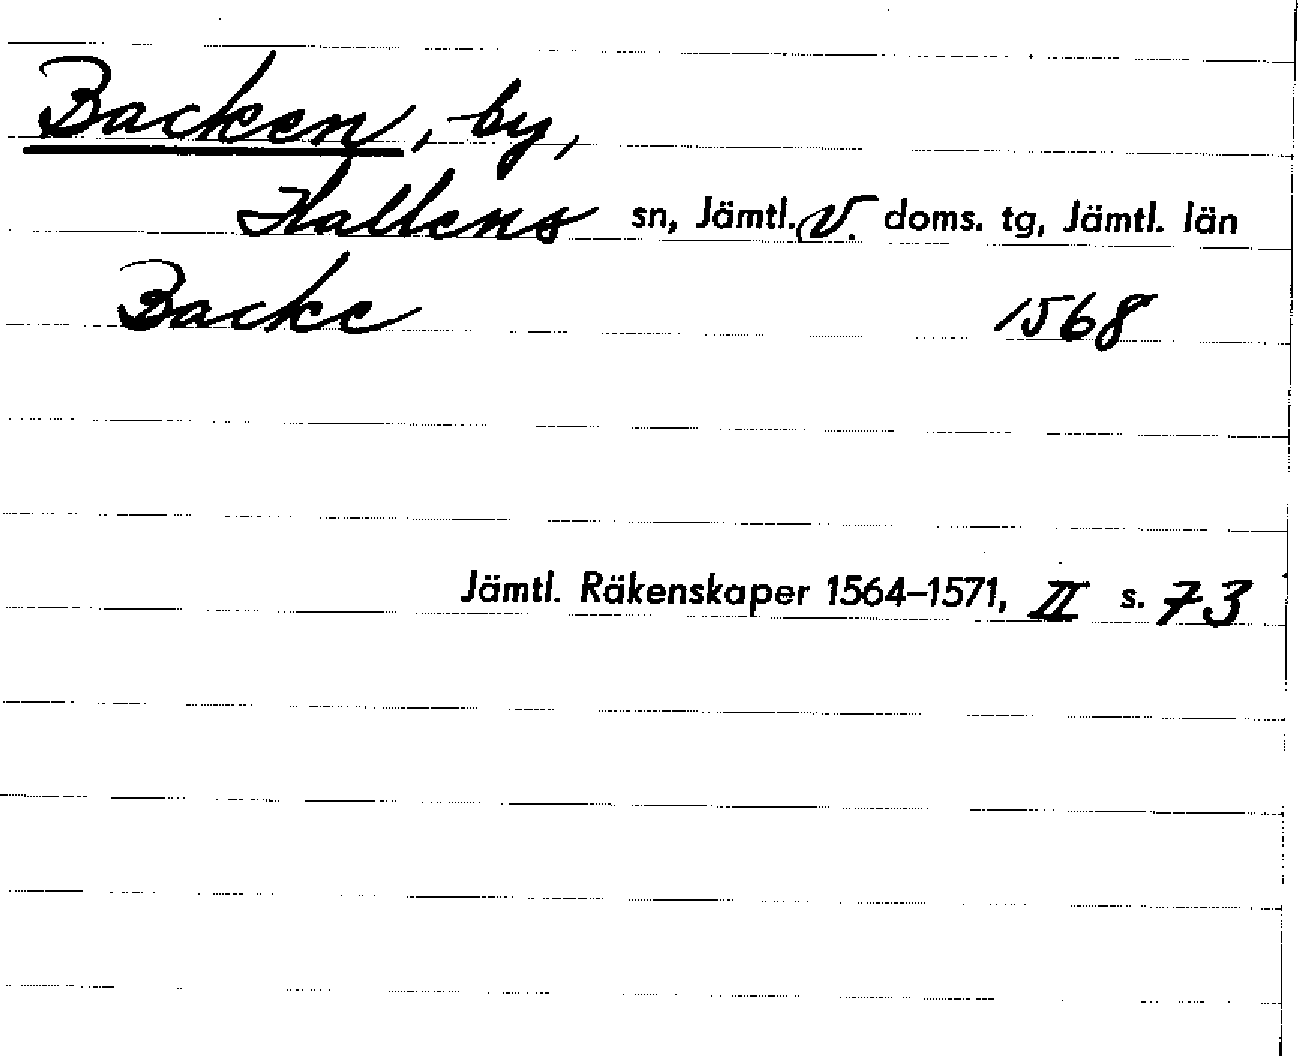 Backen, by,
Hallens sn, Jämtl. V. doms. tg, Jämtl. län
Backe 1568
Jämtl. Räkenskaper 1564–1571, II s. 73